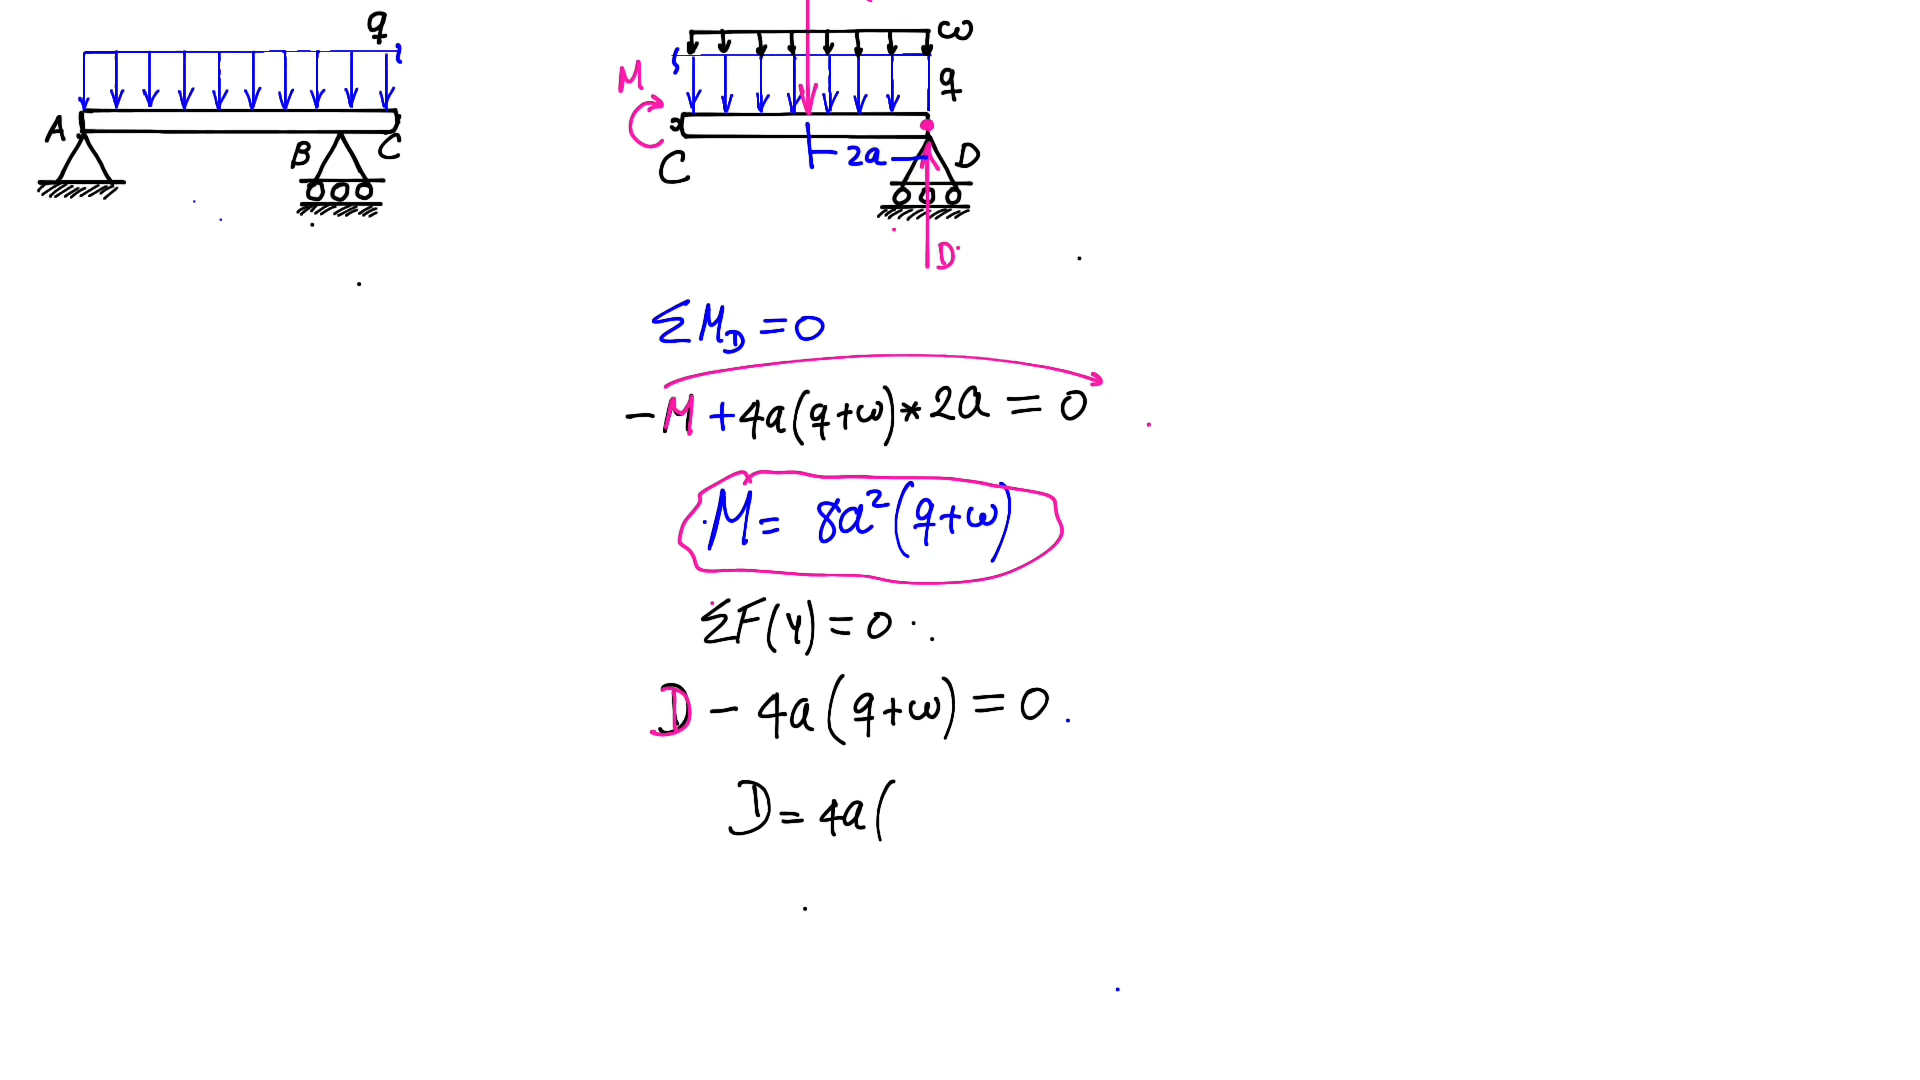 q
A
B
C
ω
q
M
C
2a
D
D
ΣM_D = 0
-M + 4a(q+ω)*2a = 0
M = 8a²(q+ω)
ΣF(y) = 0
D - 4a(q+ω) = 0
D = 4a(